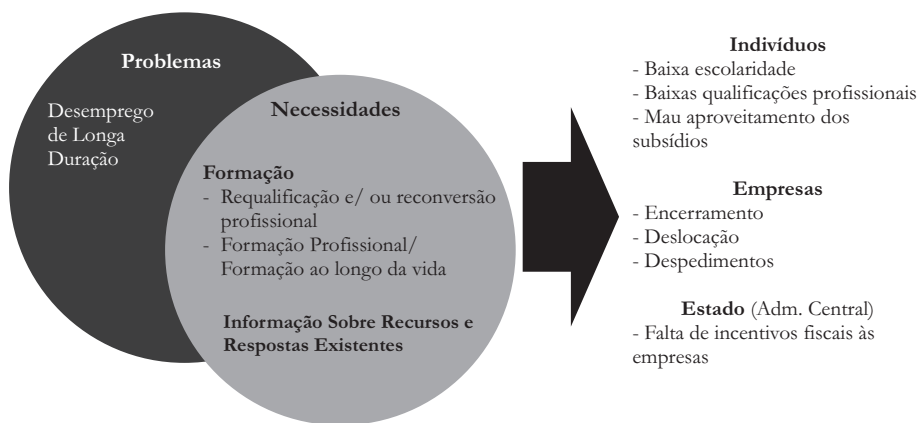 Problemas
Desemprego
de Longa
Duração
Necessidades
Formação
- Requalificação e/ ou reconversão
profissional
- Formação Profissional/
Formação ao longo da vida
Informação Sobre Recursos e
Respostas Existentes
Indivíduos
- Baixa escolaridade
- Baixas qualificações profissionais
- Mau aproveitamento dos
subsídios
Empresas
- Encerramento
- Deslocação
- Despedimentos
Estado (Adm. Central)
- Falta de incentivos fiscais às
empresas